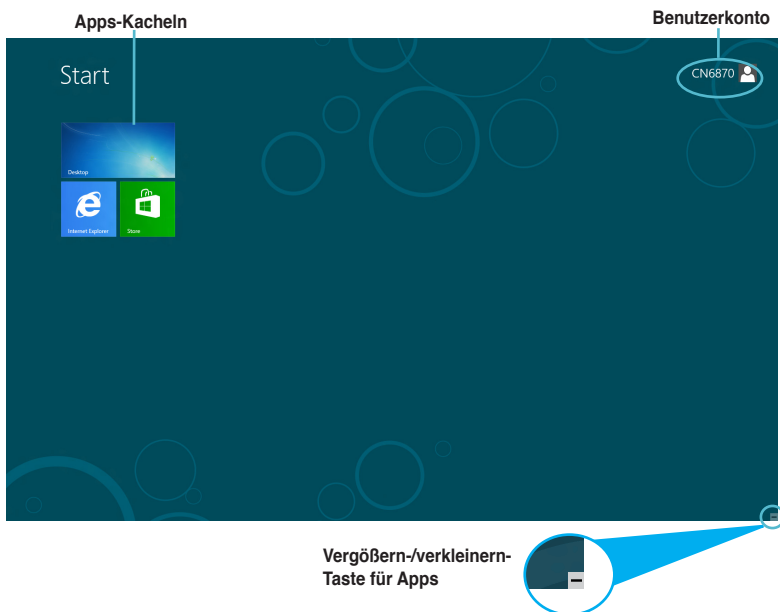 Apps-Kacheln
Benutzerkonto
Start
CN6870
Desktop
Internet Explorer
Store
Vergößern-/verkleinern-
Taste für Apps